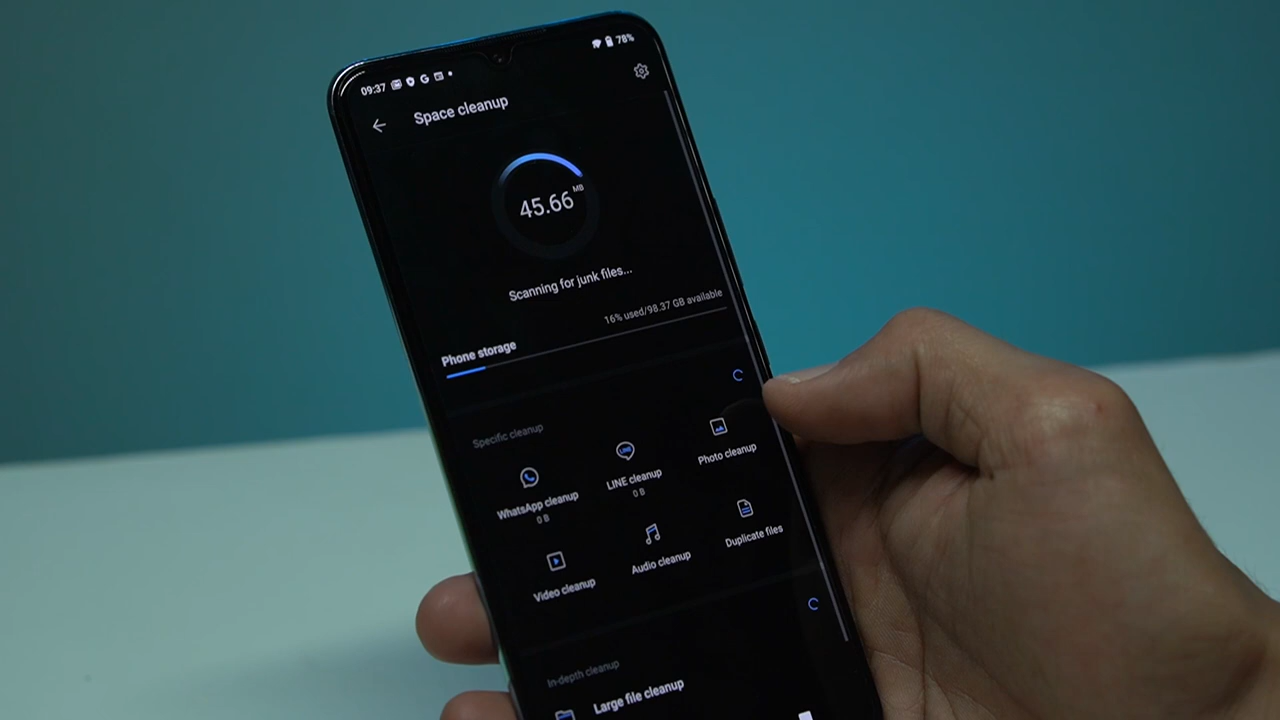 09:37
78%
Space cleanup
45.66 MB
Scanning for junk files...
16% used/98.37 GB available
Phone storage
Specific cleanup
WhatsApp cleanup
0 B
LINE
LINE cleanup
0 B
Photo cleanup
Video cleanup
Audio cleanup
Duplicate files
In-depth cleanup
Large file cleanup